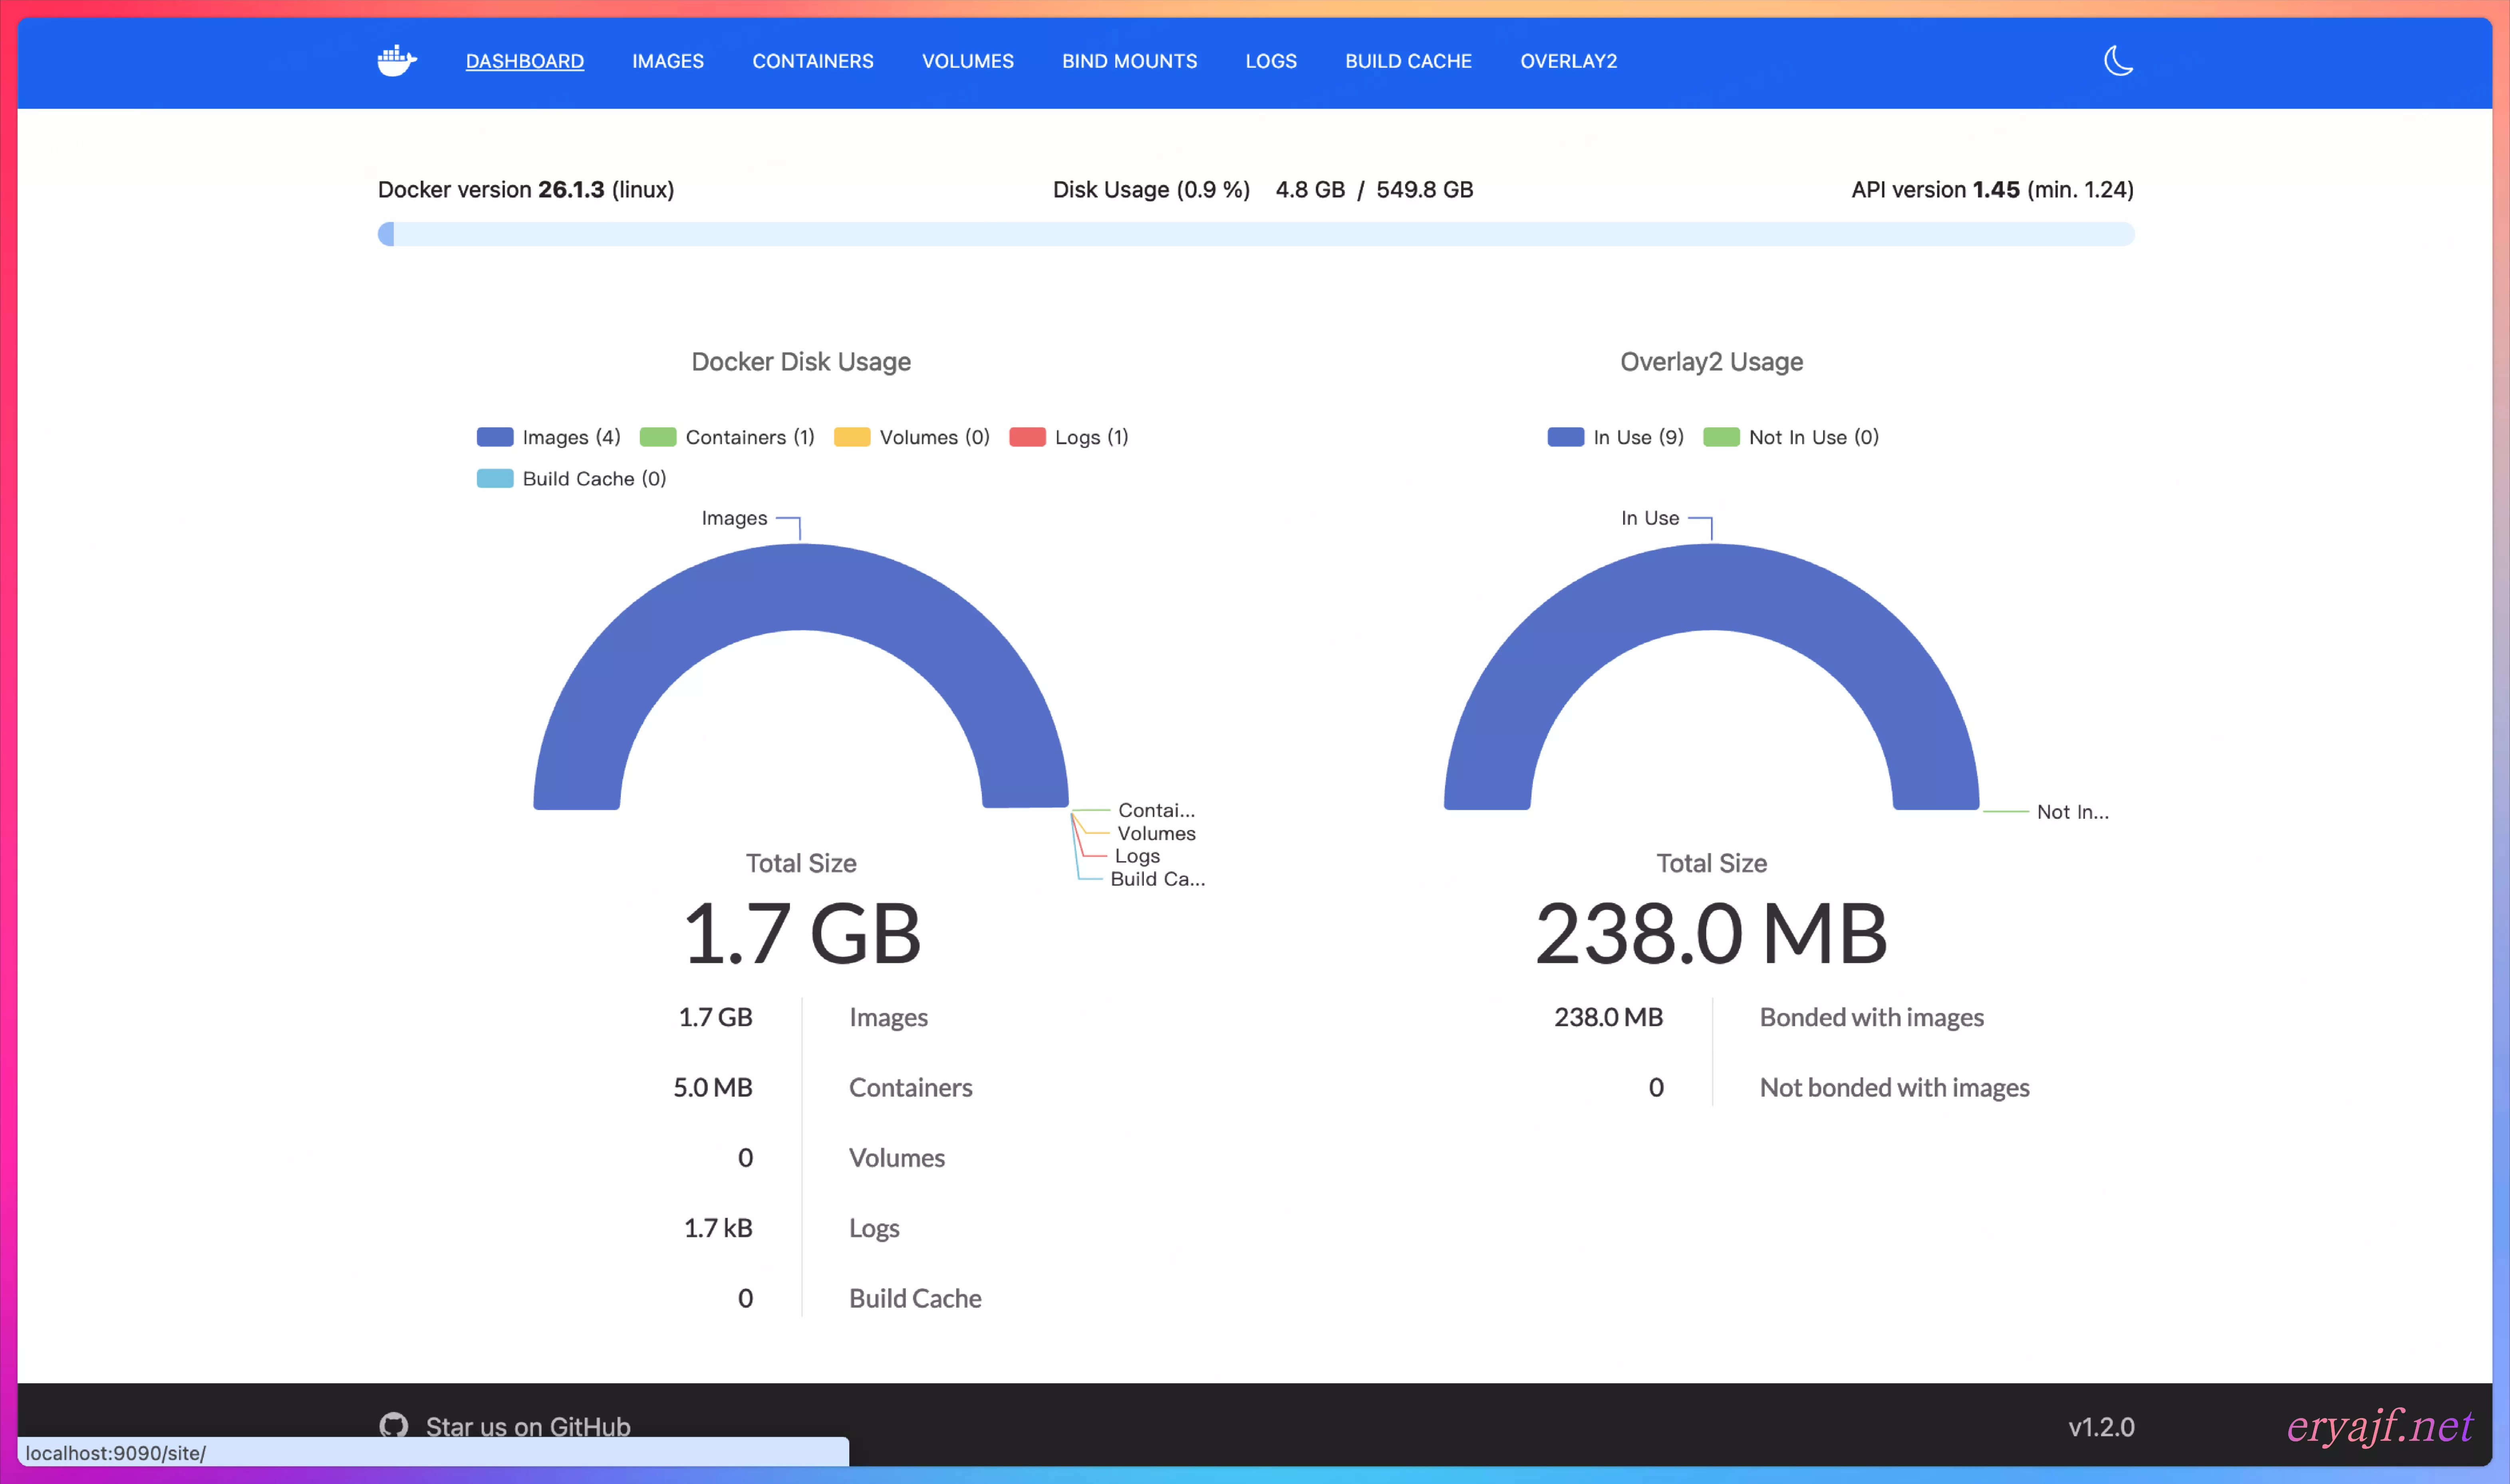 DASHBOARD IMAGES CONTAINERS VOLUMES BIND MOUNTS LOGS BUILD CACHE OVERLAY2
Docker version 26.1.3 (linux) Disk Usage (0.9 %) 4.8 GB / 549.8 GB API version 1.45 (min. 1.24)
Docker Disk Usage
Images (4) Containers (1) Volumes (0) Logs (1)
Build Cache (0)
Images
Contai...
Volumes
Logs
Build Ca...
Total Size
1.7 GB
1.7 GB Images
5.0 MB Containers
0 Volumes
1.7 kB Logs
0 Build Cache
Overlay2 Usage
In Use (9) Not In Use (0)
In Use
Not In...
Total Size
238.0 MB
238.0 MB Bonded with images
0 Not bonded with images
Star us on GitHub v1.2.0
eryajf.net
localhost:9090/site/